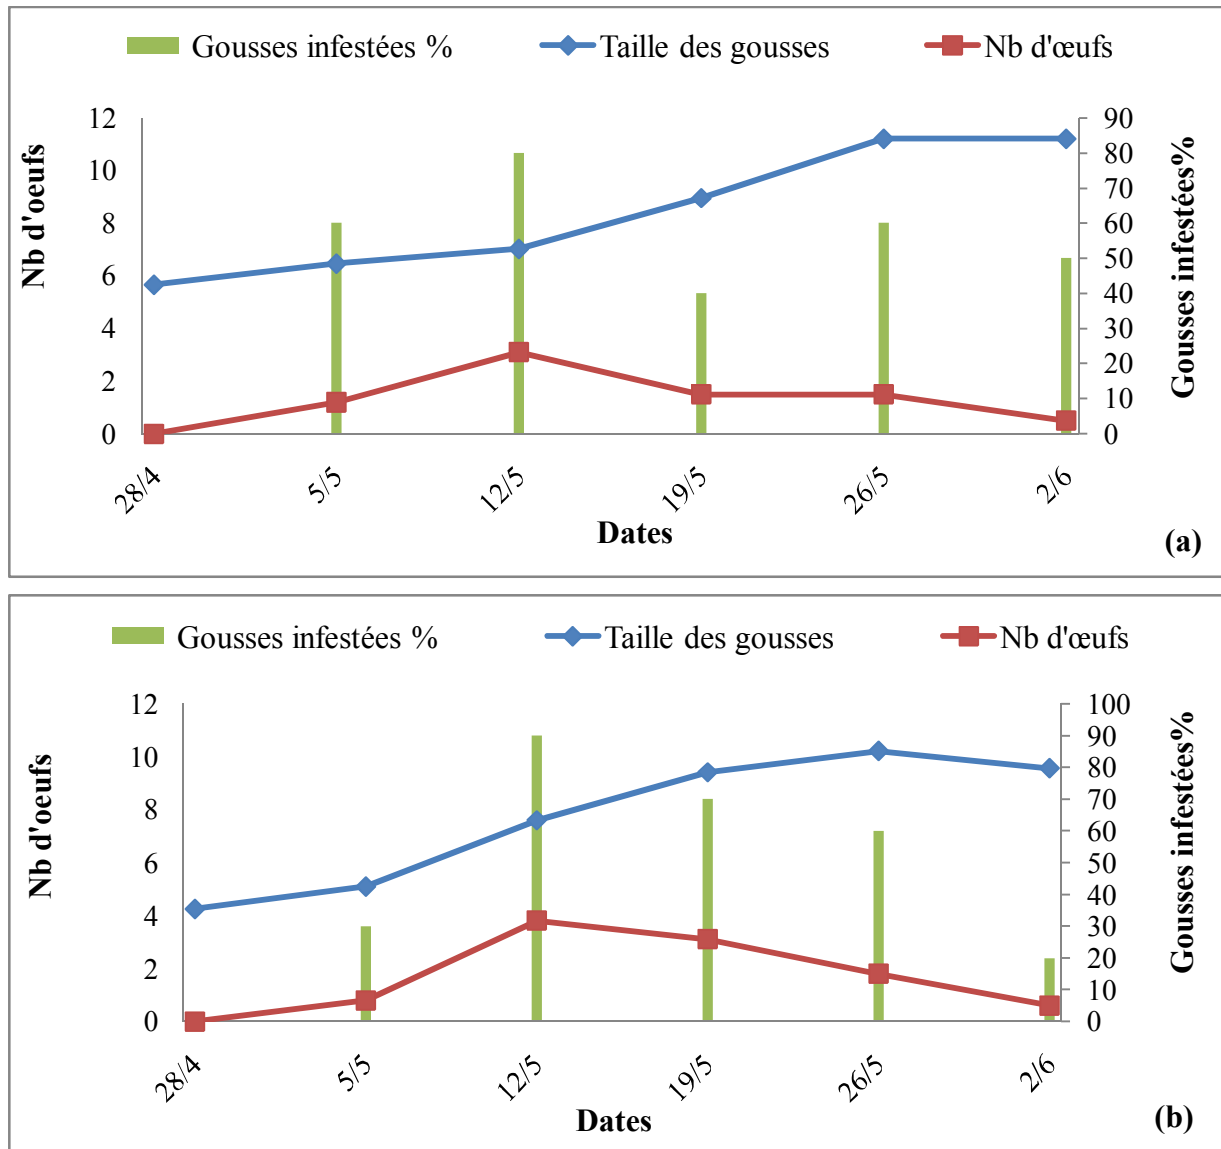 Gousses infestées % Taille des gousses Nb d'œufs
Nb d'oeufs
12
10
8
6
4
2
0
90
80
70
60
50
40
30
20
10
0
Gousses infestées%
28/4 5/5 12/5 19/5 26/5 2/6
Dates
(a)
Gousses infestées % Taille des gousses Nb d'œufs
Nb d'oeufs
12
10
8
6
4
2
0
100
90
80
70
60
50
40
30
20
10
0
Gousses infestées%
28/4 5/5 12/5 19/5 26/5 2/6
Dates
(b)